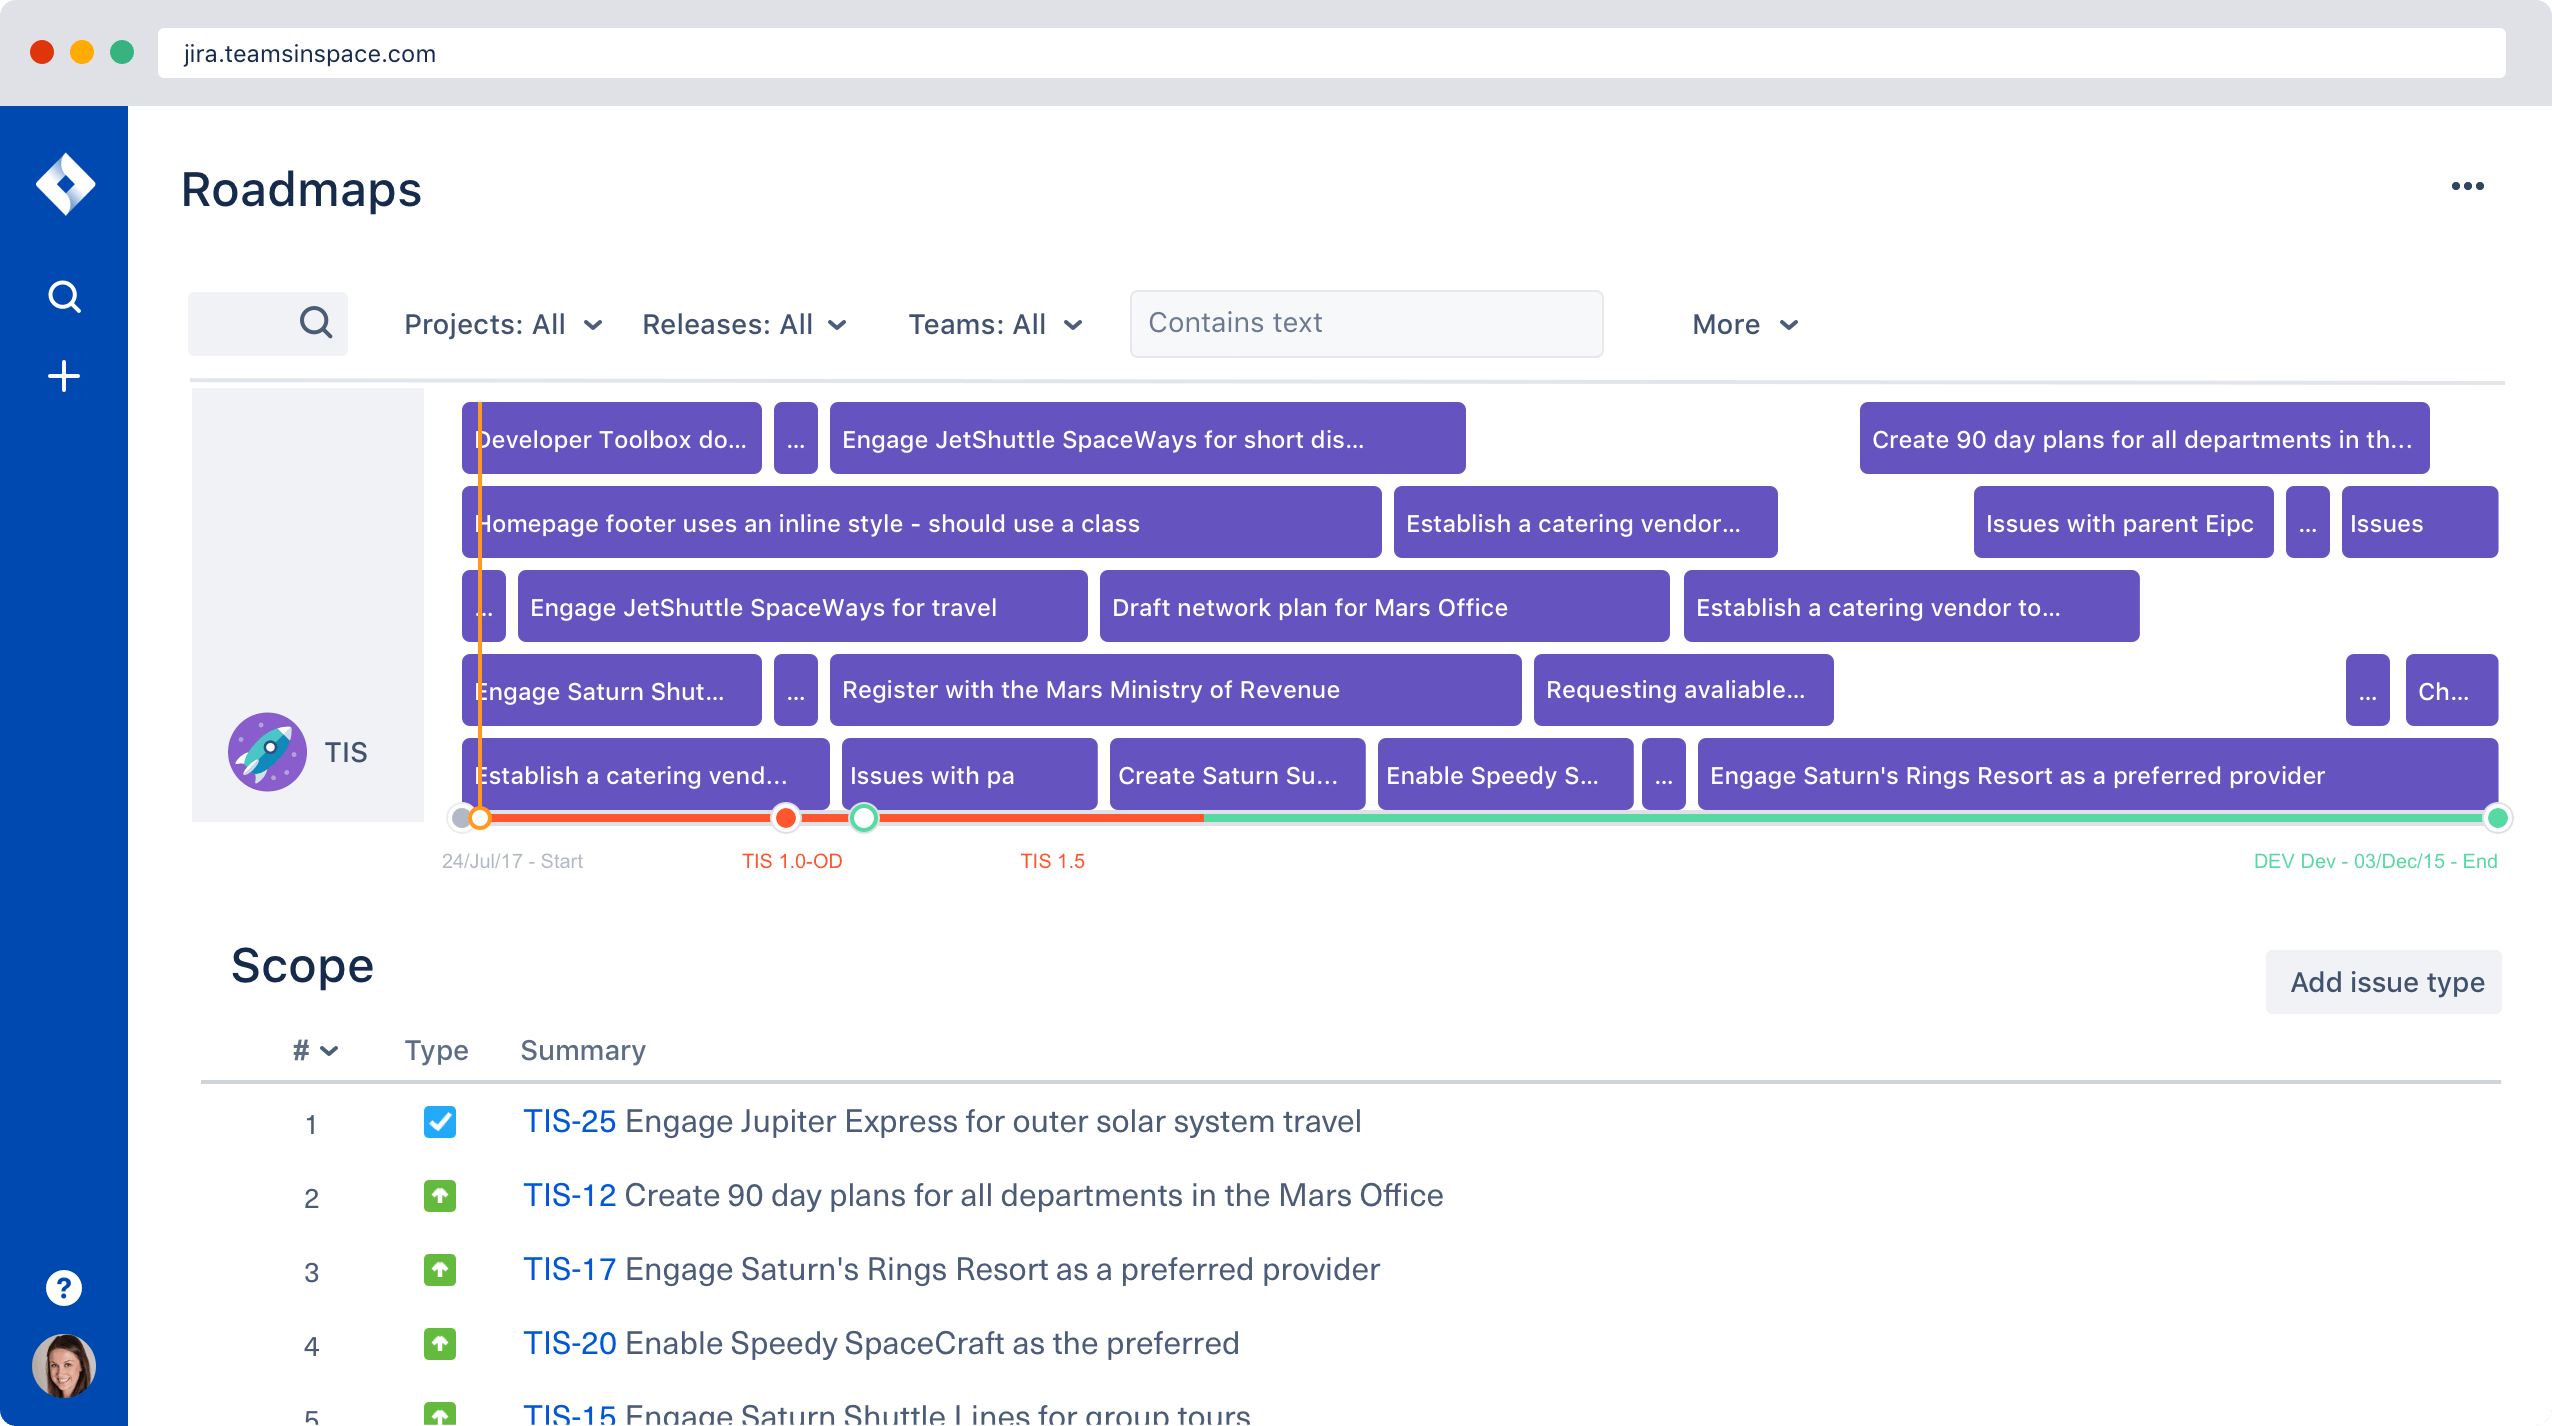 jira.teamsinspace.com
Roadmaps
Projects: All
Releases: All
Teams: All
Contains text
More
Developer Toolbox do...
...
Engage JetShuttle SpaceWays for short dis...
Create 90 day plans for all departments in th...
Homepage footer uses an inline style - should use a class
Establish a catering vendor...
Issues with parent Eipc
...
Issues
...
Engage JetShuttle SpaceWays for travel
Draft network plan for Mars Office
Establish a catering vendor to...
Engage Saturn Shut...
...
Register with the Mars Ministry of Revenue
Requesting avaliable...
...
Ch...
TIS
Establish a catering vend...
Issues with pa
Create Saturn Su...
Enable Speedy S...
...
Engage Saturn's Rings Resort as a preferred provider
24/Jul/17 - Start
TIS 1.0-OD
TIS 1.5
DEV Dev - 03/Dec/15 - End
Scope
Add issue type
# Type Summary
1 TIS-25 Engage Jupiter Express for outer solar system travel
2 TIS-12 Create 90 day plans for all departments in the Mars Office
3 TIS-17 Engage Saturn's Rings Resort as a preferred provider
?
4 TIS-20 Enable Speedy SpaceCraft as the preferred
5 TIS-15 Engage Saturn Shuttle Lines for group tours